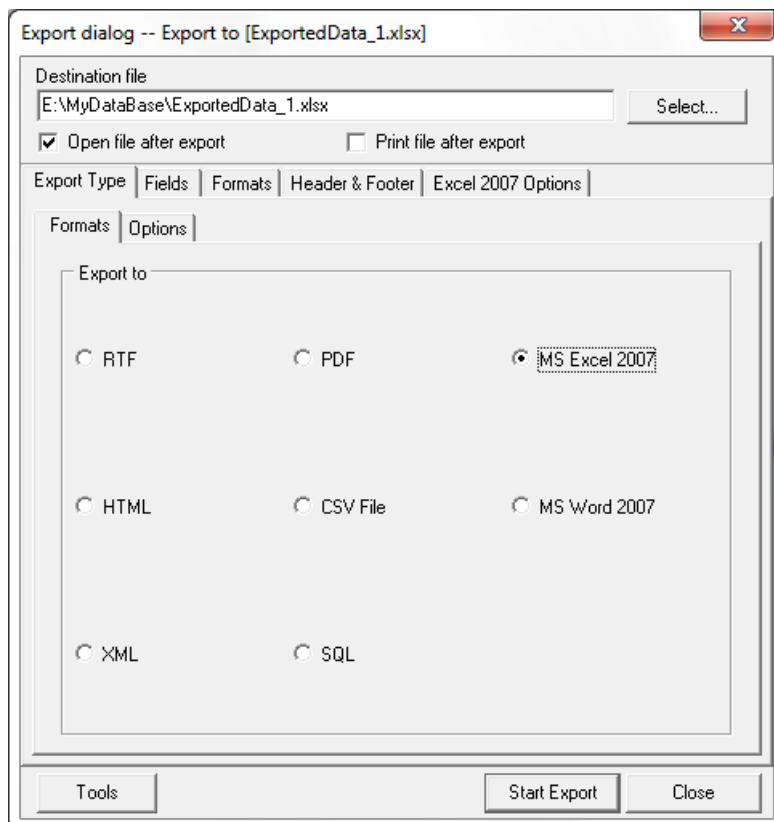 Export dialog -- Export to [ExportedData_1.xlsx]
Destination file
E:\MyDataBase\ExportedData_1.xlsx
Select...
Open file after export
Print file after export
Export Type Fields Formats Header & Footer Excel 2007 Options
Formats Options
Export to
RTF PDF MS Excel 2007
HTML CSV File MS Word 2007
XML SQL
Tools Start Export Close